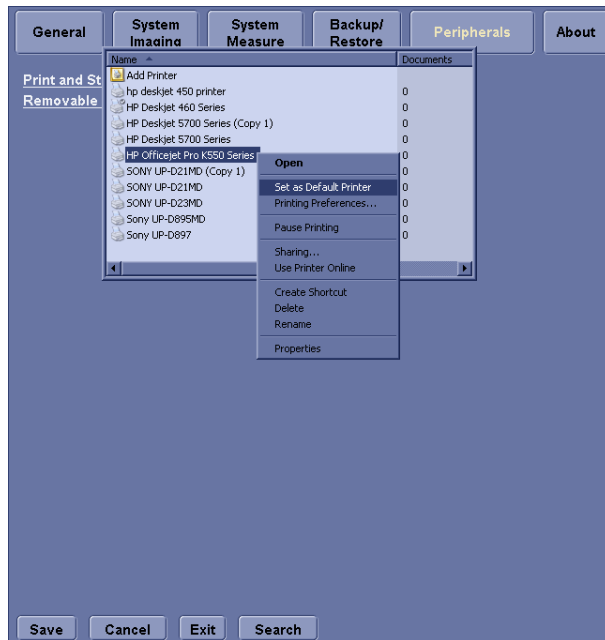 General
System Imaging
System Measure
Backup/ Restore
Peripherals
About
Print and St
Removable
Name
Documents
Add Printer
hp deskjet 450 printer 0
HP Deskjet 460 Series 0
HP Deskjet 5700 Series (Copy 1) 0
HP Deskjet 5700 Series 0
HP Officejet Pro K550 Series 0
SONY UP-D21MD (Copy 1) 0
SONY UP-D21MD 0
SONY UP-D23MD 0
Sony UP-D895MD 0
Sony UP-D897 0
Open
Set as Default Printer
Printing Preferences...
Pause Printing
Sharing...
Use Printer Online
Create Shortcut
Delete
Rename
Properties
Save
Cancel
Exit
Search